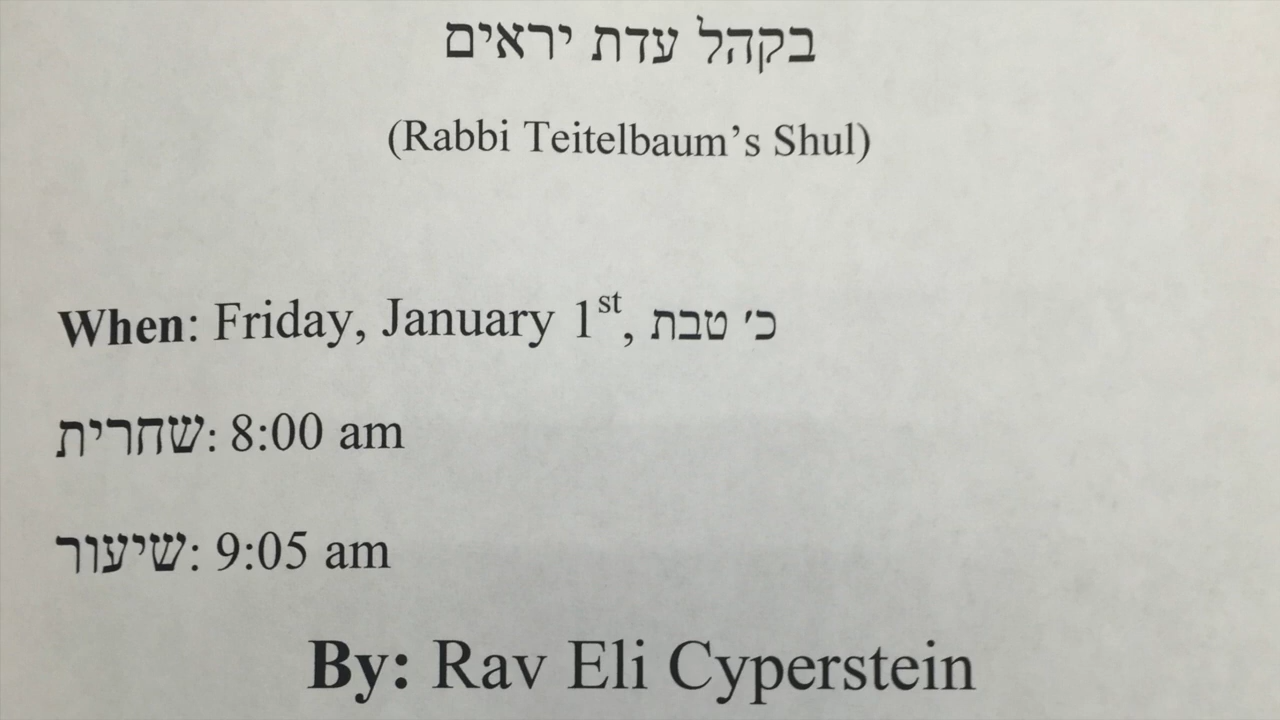 בקהל עדת יראים
(Rabbi Teitelbaum’s Shul)
When: Friday, January 1st, כ׳ טבת
שחרית: 8:00 am
שיעור: 9:05 am
By: Rav Eli Cyperstein